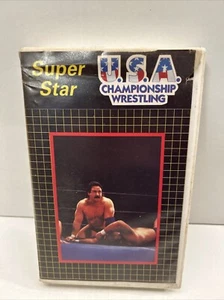 Super
Star
U.S.A.
CHAMPIONSHIP
WRESTLING